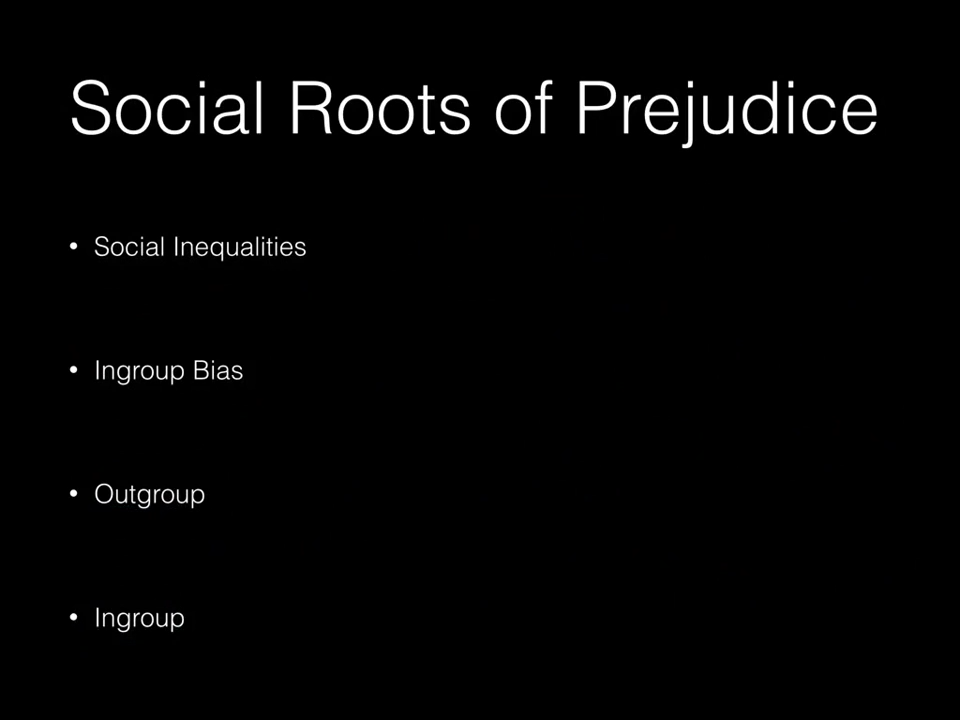 Social Roots of Prejudice
• Social Inequalities
• Ingroup Bias
• Outgroup
• Ingroup